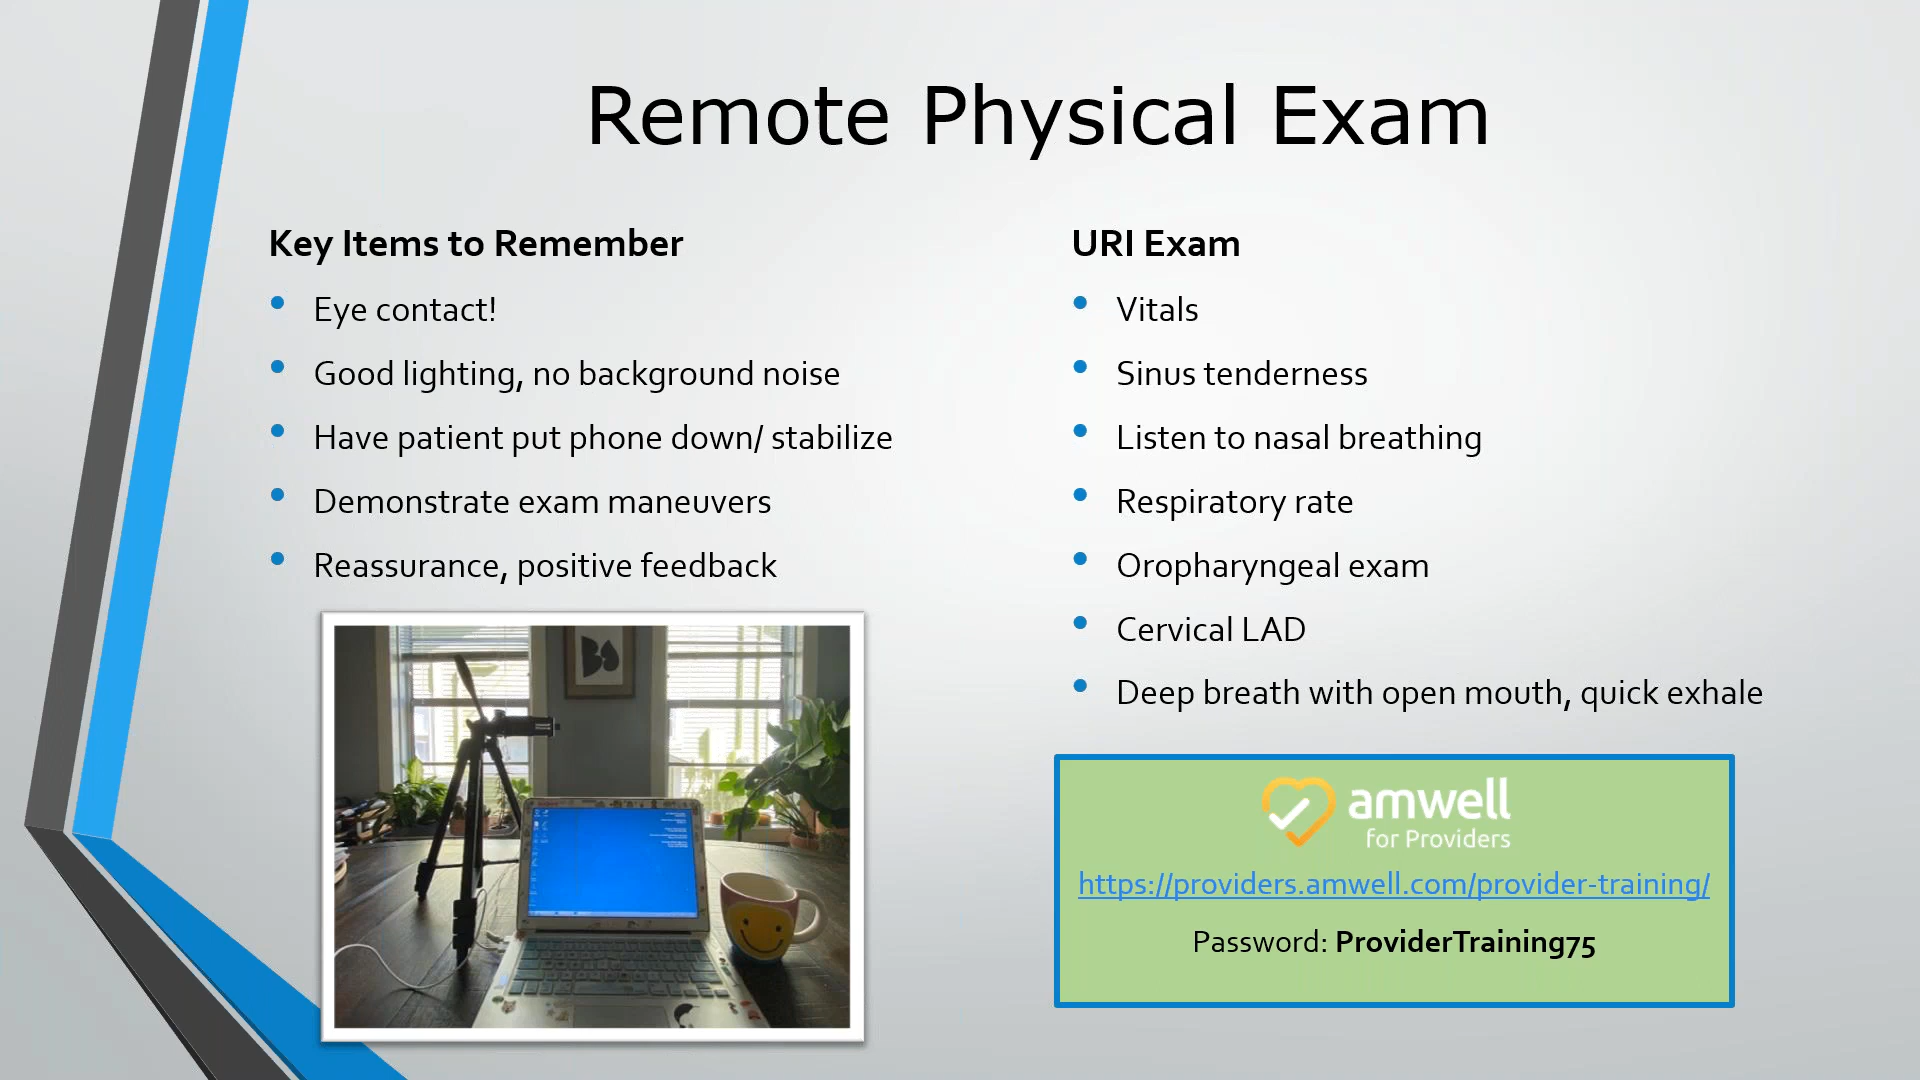 Remote Physical Exam
Key Items to Remember
Eye contact!
Good lighting, no background noise
Have patient put phone down/ stabilize
Demonstrate exam maneuvers
Reassurance, positive feedback
URI Exam
Vitals
Sinus tenderness
Listen to nasal breathing
Respiratory rate
Oropharyngeal exam
Cervical LAD
Deep breath with open mouth, quick exhale
amwell
for Providers
https://providers.amwell.com/provider-training/
Password: ProviderTraining75